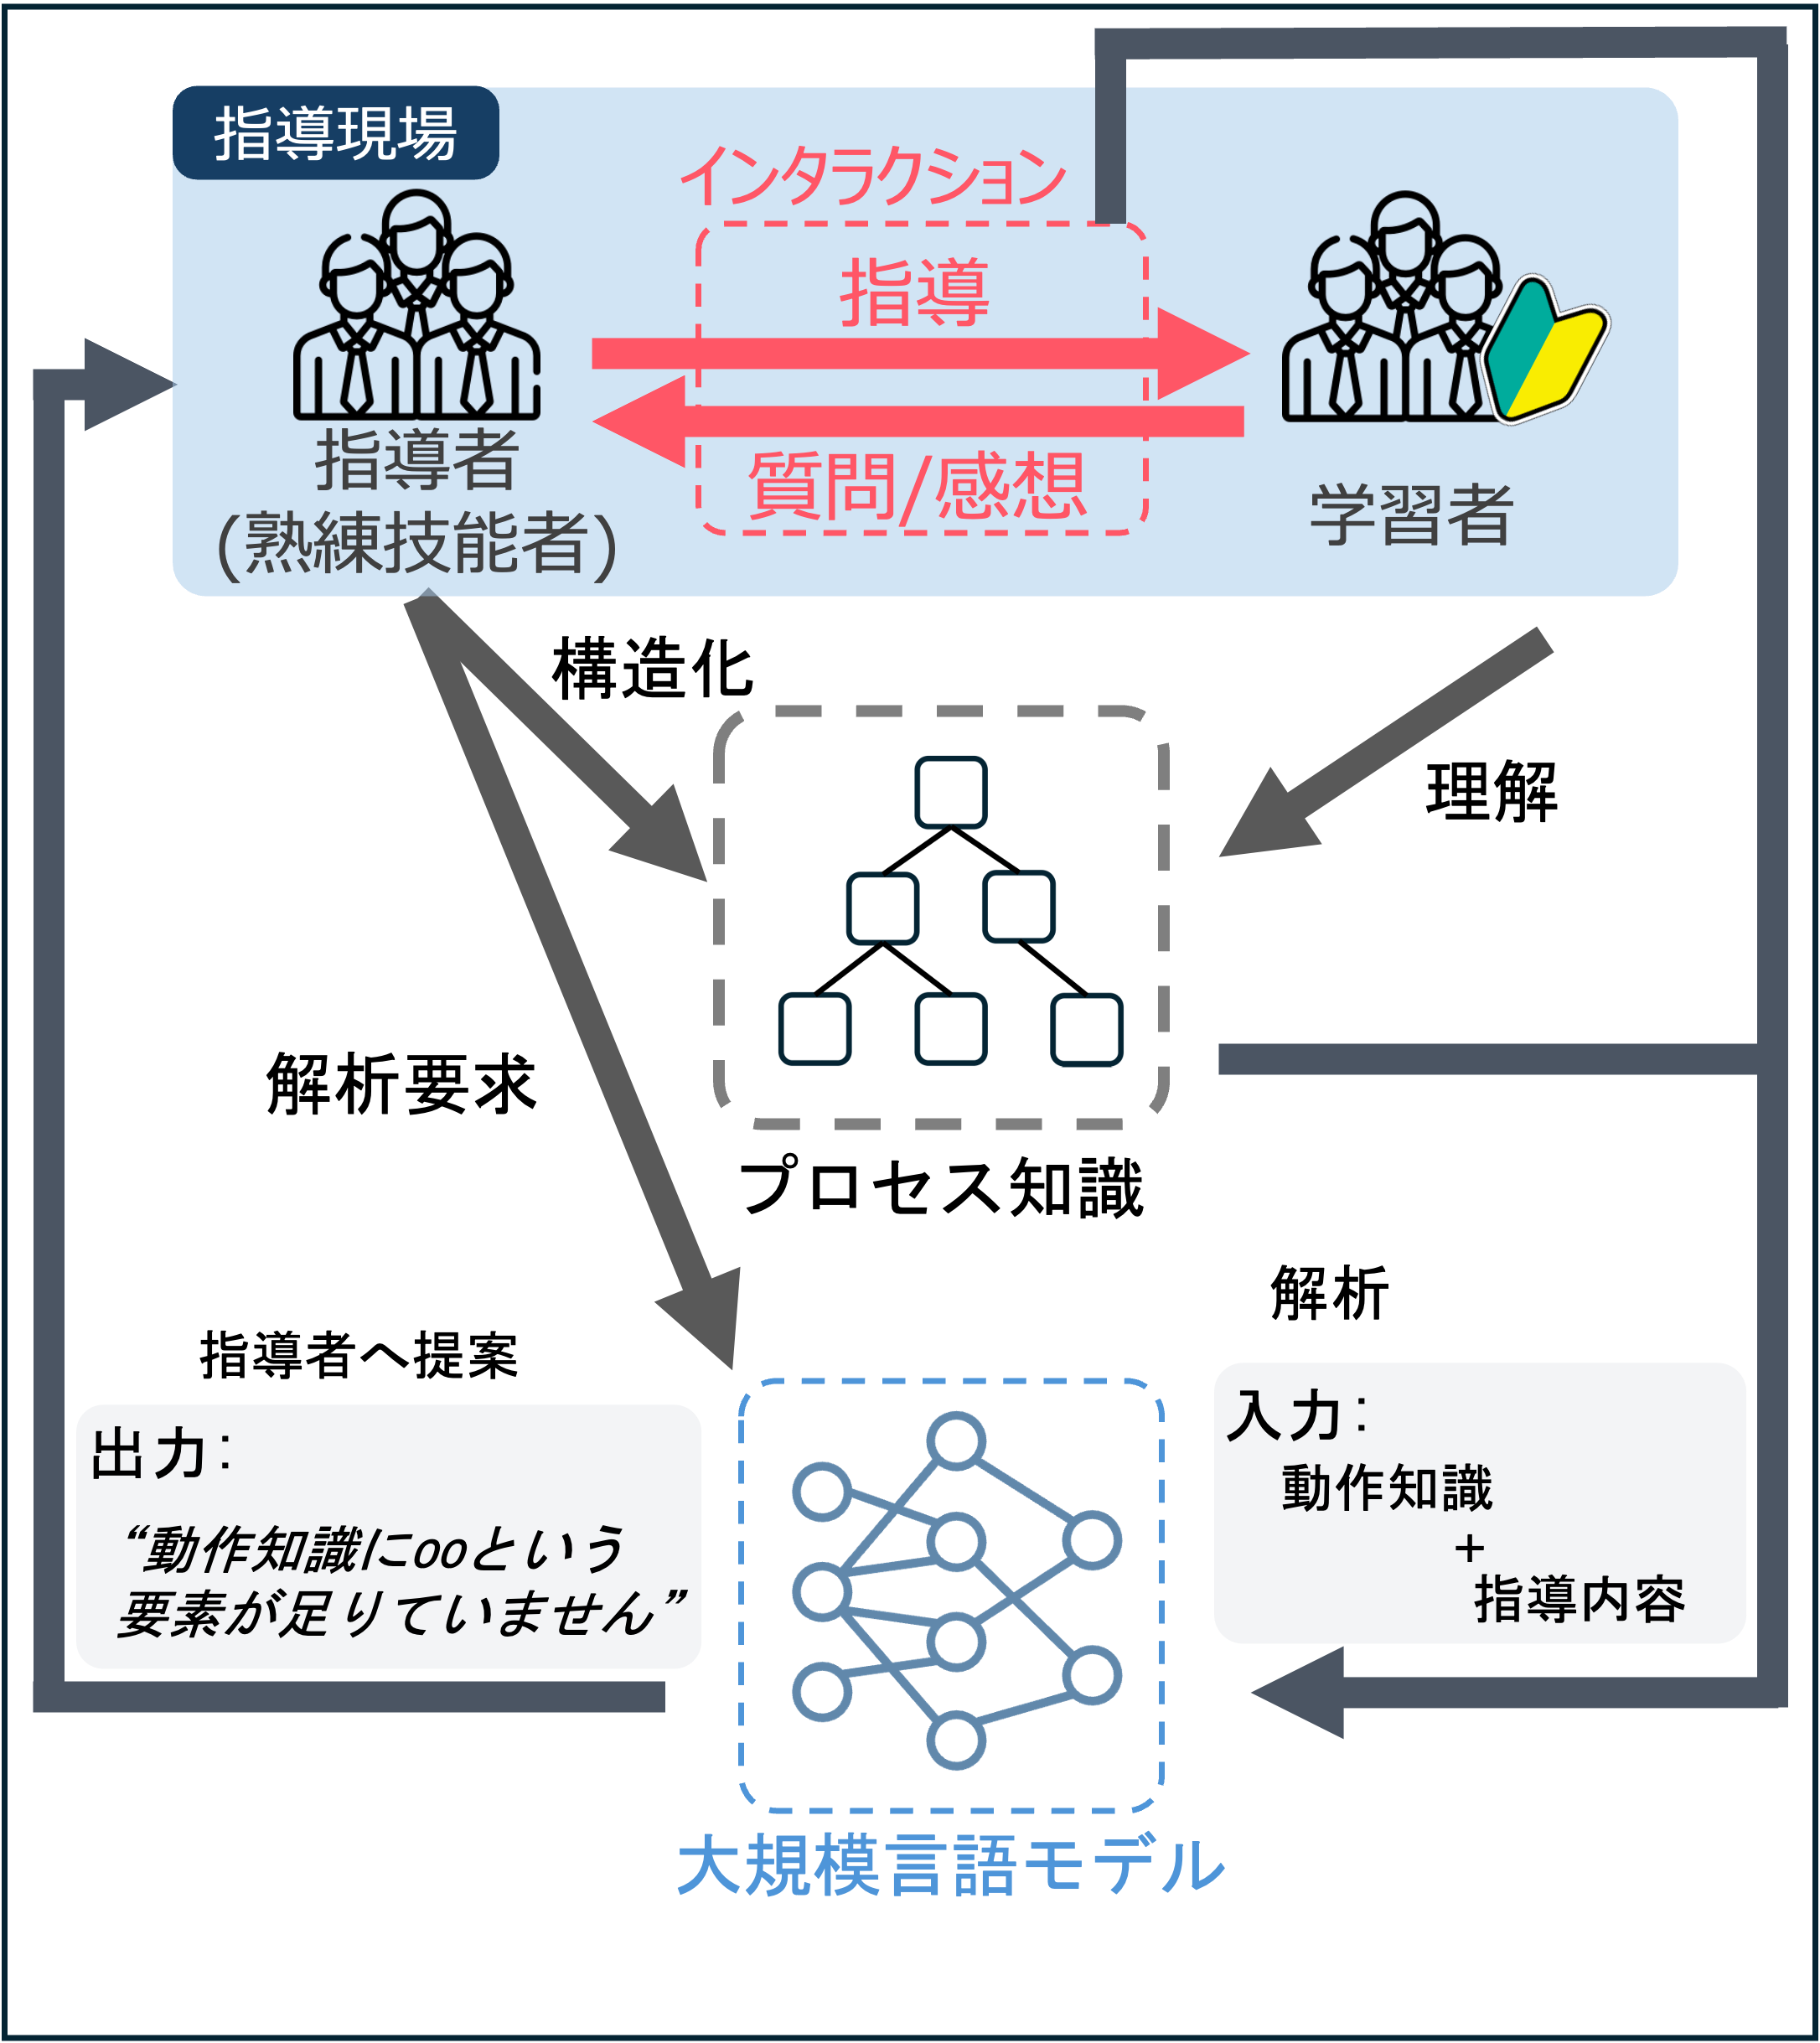 指導現場
インタラクション
指導
質問/感想
指導者
(熟練技能者)
学習者
構造化
理解
解析要求
プロセス知識
解析
指導者へ提案
入力:
動作知識
+
指導内容
出力:
“動作知識にooという
要素が足りていません”
大規模言語モデル